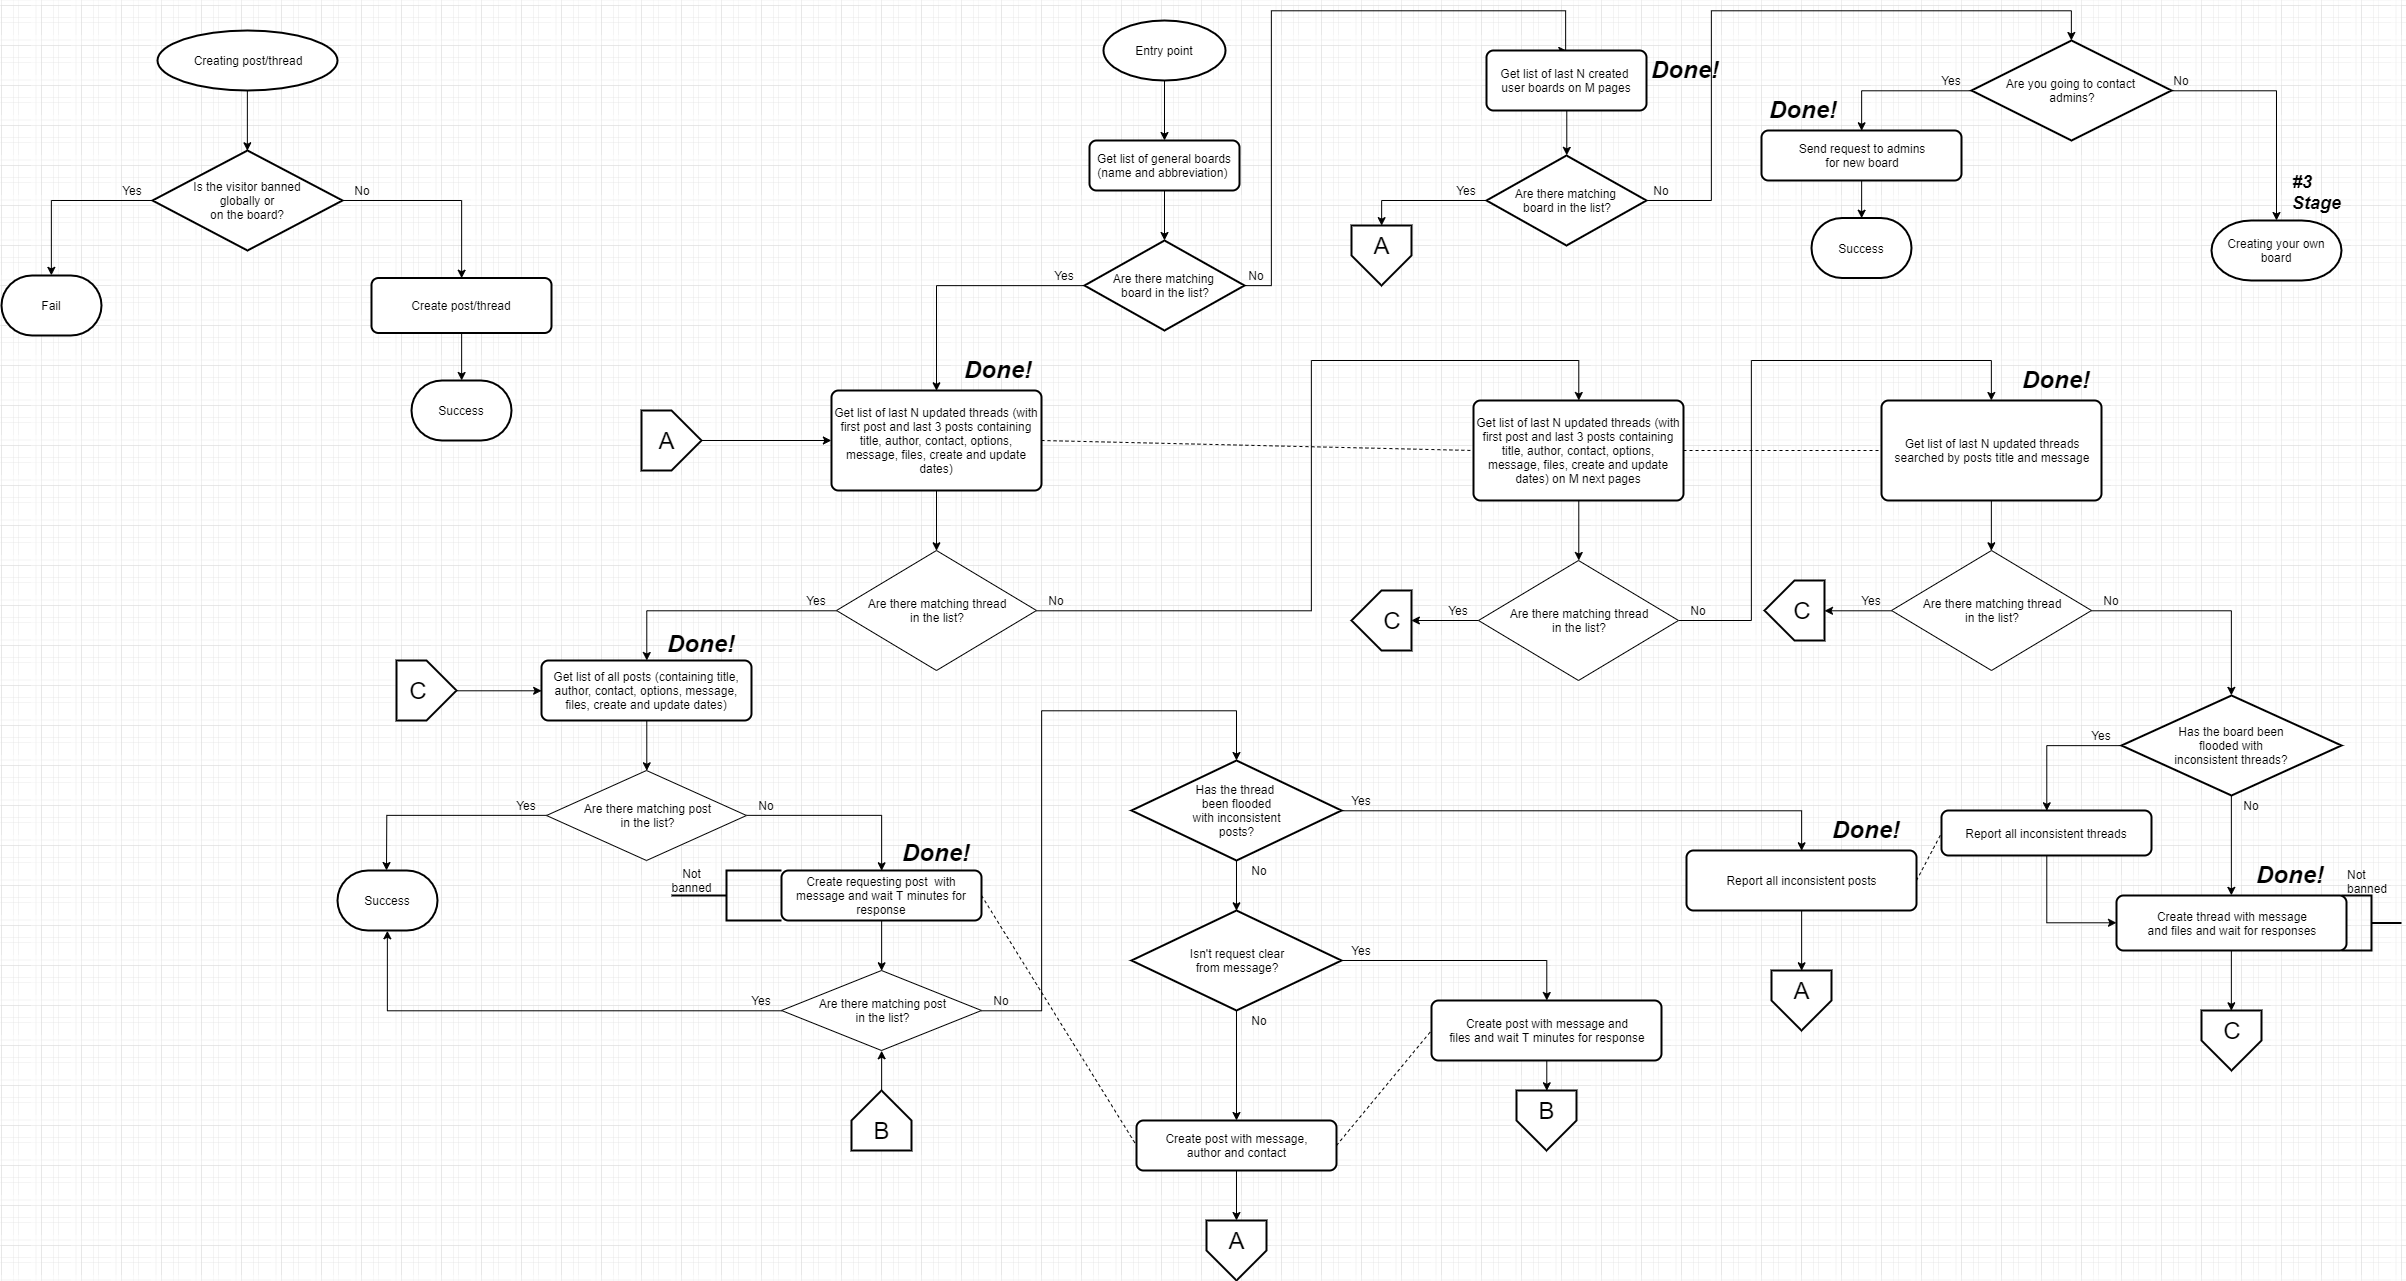 Creating post/thread
Is the visitor banned
globally or
on the board?
Yes
No
Fail
Create post/thread
Success
Entry point
Get list of general boards
(name and abbreviation)
Are there matching
board in the list?
Yes
No
Get list of last N created
user boards on M pages
Done!
Are there matching
board in the list?
Yes
No
A
Are you going to contact
admins?
Yes
No
Done!
Send request to admins
for new board
Success
#3
Stage
Creating your own
board
Done!
A
Get list of last N updated threads (with
first post and last 3 posts containing
title, author, contact, options,
message, files, create and update
dates)
Get list of last N updated threads (with
first post and last 3 posts containing
title, author, contact, options,
message, files, create and update
dates) on M next pages
Done!
Get list of last N updated threads
searched by posts title and message
Are there matching thread
in the list?
Yes
No
C
Are there matching thread
in the list?
Yes
No
C
Are there matching thread
in the list?
Yes
No
Done!
C
Get list of all posts (containing title,
author, contact, options, message,
files, create and update dates)
Are there matching post
in the list?
Yes
No
Success
Done!
Not
banned
Create requesting post with
message and wait T minutes for
response
Are there matching post
in the list?
Yes
No
B
Has the thread
been flooded
with inconsistent
posts?
Yes
No
Isn't request clear
from message?
Yes
No
Create post with message and
files and wait T minutes for response
B
Create post with message,
author and contact
A
Done!
Report all inconsistent posts
A
Has the board been
flooded with
inconsistent threads?
Yes
No
Report all inconsistent threads
Done!
Not
banned
Create thread with message
and files and wait for responses
C